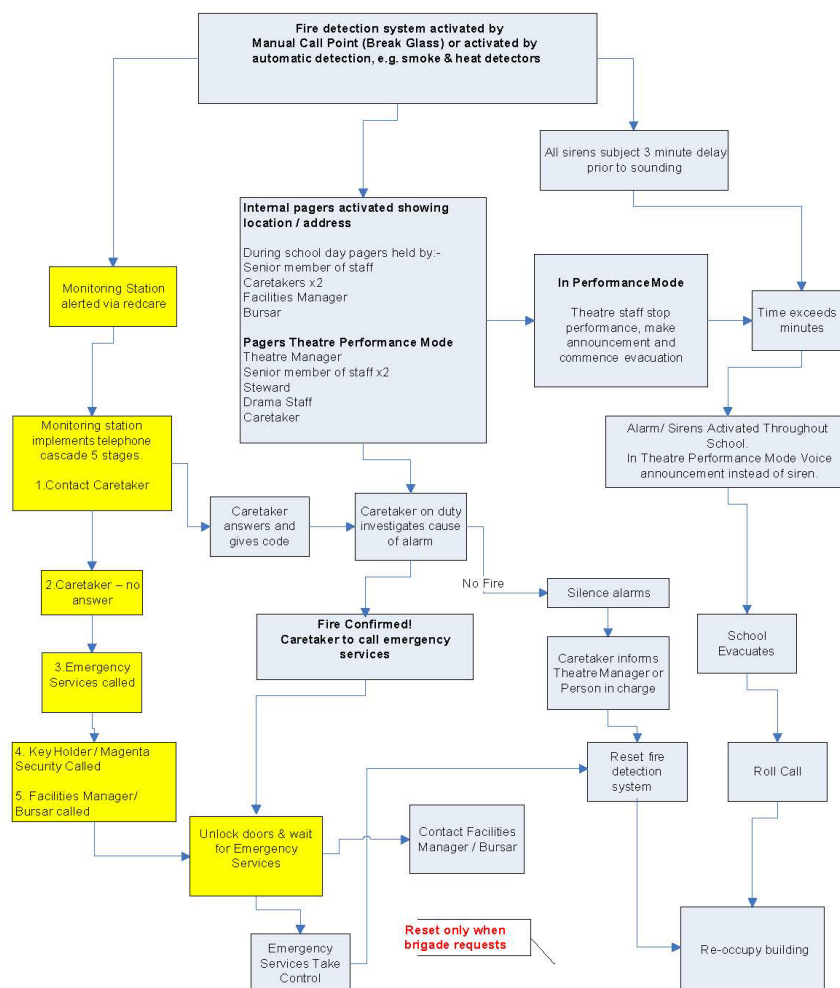 Fire detection system activated by
Manual Call Point (Break Glass) or activated by
automatic detection, e.g. smoke & heat detectors
All sirens subject 3 minute delay
prior to sounding
Internal pagers activated showing
location / address
During school day pagers held by:-
Senior member of staff
Caretakers x2
Facilities Manager
Bursar
Pagers Theatre Performance Mode
Theatre Manager
Senior member of staff x2
Steward
Drama Staff
Caretaker
In Performance Mode
Theatre staff stop
performance, make
announcement and
commence evacuation
Time exceeds
minutes
Monitoring Station
alerted via redcare
Alarm/ Sirens Activated Throughout
School.
In Theatre Performance Mode Voice
announcement instead of siren.
Monitoring station
implements telephone
cascade 5 stages.
1.Contact Caretaker
Caretaker
answers and
gives code
Caretaker on duty
investigates cause
of alarm
No Fire
Silence alarms
2.Caretaker – no
answer
Fire Confirmed!
Caretaker to call emergency
services
School
Evacuates
3.Emergency
Services called
Caretaker informs
Theatre Manager or
Person in charge
4. Key Holder / Magenta
Security Called
5. Facilities Manager/
Bursar called
Reset fire
detection
system
Roll Call
Unlock doors & wait
for Emergency
Services
Contact Facilities
Manager / Bursar
Emergency
Services Take
Control
Reset only when
brigade requests
Re-occupy building